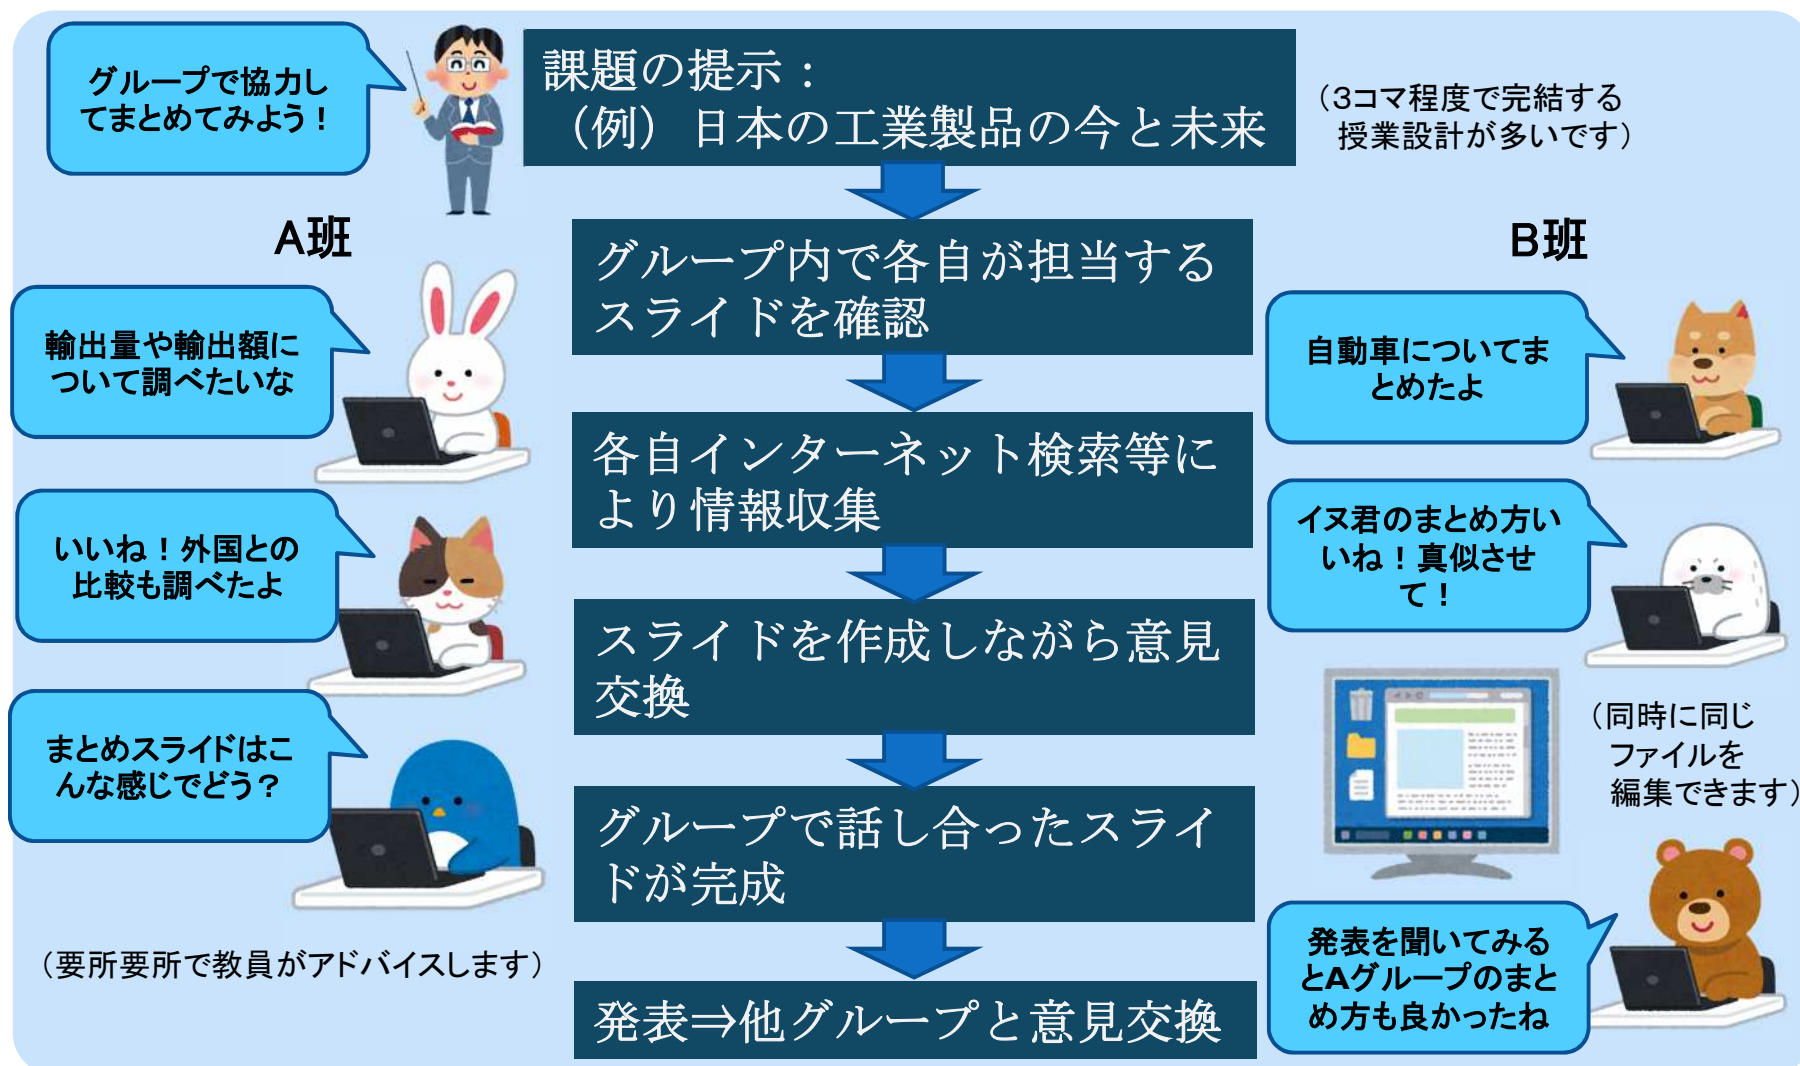 グループで協力し
てまとめてみよう！
課題の提示：
（例）日本の工業製品の今と未来
（3コマ程度で完結する
授業設計が多いです）
A班
B班
グループ内で各自が担当する
スライドを確認
輸出量や輸出額に
ついて調べたいな
自動車についてま
とめたよ
各自インターネット検索等に
より情報収集
いいね！外国との
比較も調べたよ
イヌ君のまとめ方い
いね！真似させ
て！
スライドを作成しながら意見
交換
まとめスライドはこ
んな感じでどう？
（同時に同じ
ファイルを
編集できます）
グループで話し合ったスライ
ドが完成
（要所要所で教員がアドバイスします）
発表を聞いてみる
とAグループのまと
め方も良かったね
発表⇒他グループと意見交換